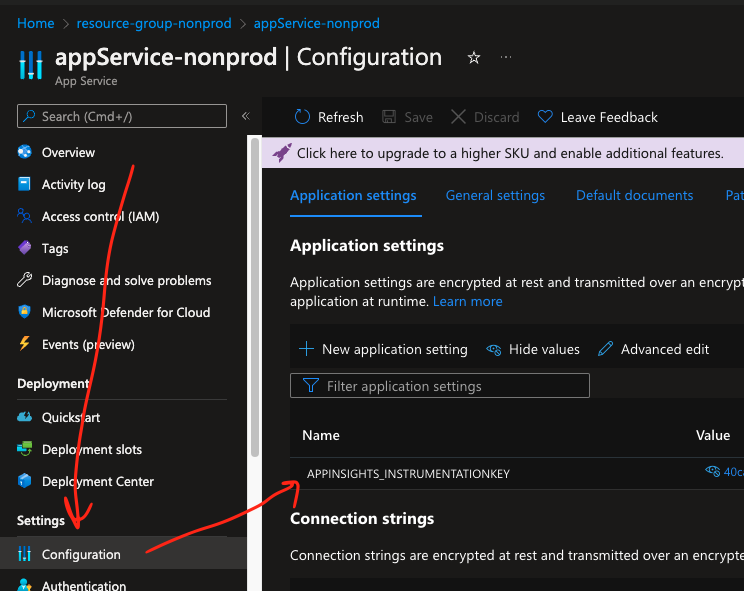 Home > resource-group-nonprod > appService-nonprod
appService-nonprod | Configuration
App Service
Search (Cmd+/)
Overview
Activity log
Access control (IAM)
Tags
Diagnose and solve problems
Microsoft Defender for Cloud
Events (preview)
Deployment
Quickstart
Deployment slots
Deployment Center
Settings
Configuration
Authentication
Refresh Save Discard Leave Feedback
Click here to upgrade to a higher SKU and enable additional features.
Application settings General settings Default documents Pat
Application settings
Application settings are encrypted at rest and transmitted over an encrypt
application at runtime. Learn more
New application setting Hide values Advanced edit
Filter application settings
Name Value
APPINSIGHTS_INSTRUMENTATIONKEY 40ca
Connection strings
Connection strings are encrypted at rest and transmitted over an encrypte